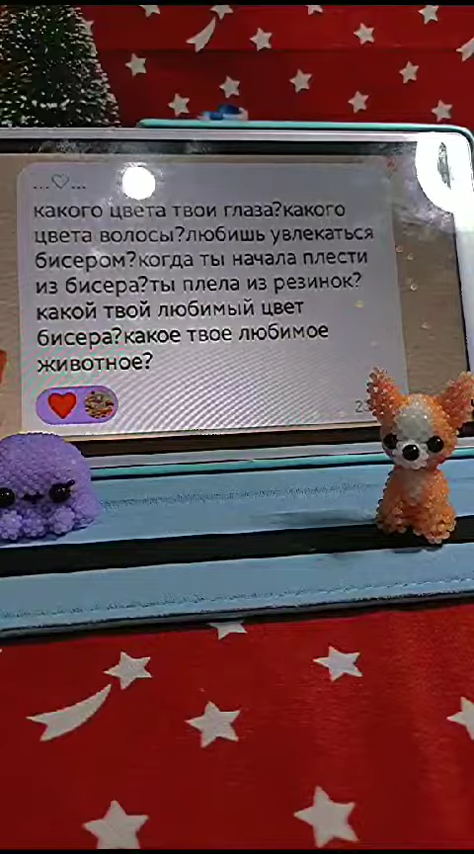 ...♡...
какого цвета твои глаза?какого
цвета волосы?любишь увлекаться
бисером?когда ты начала плести
из бисера?ты плела из резинок?
какой твой любимый цвет
бисера?какое твое любимое
животное?